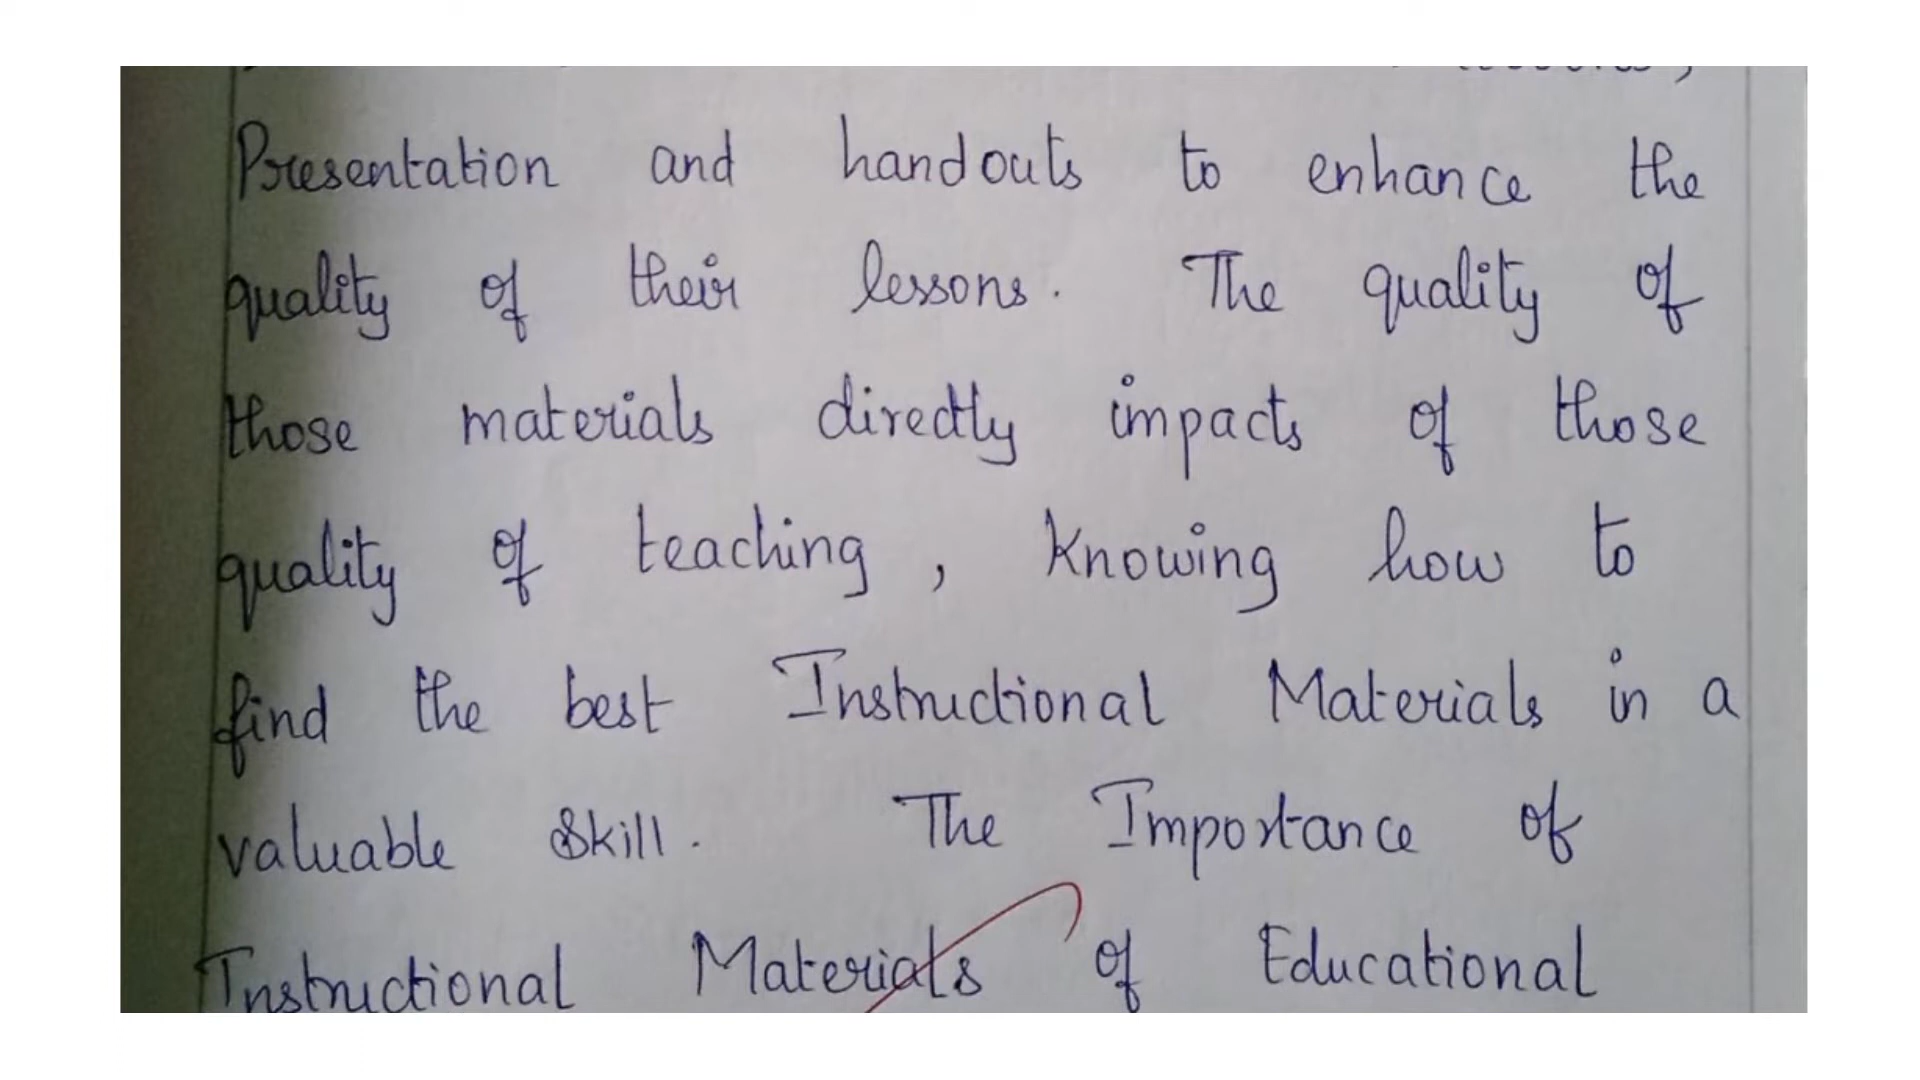 Presentation and handouts to enhance the
quality of their lessons. The quality of
those materials directly impacts of those
quality of teaching, Knowing how to
find the best Instructional Materials in a
valuable Skill. The Importance of
Instructional Materials of Educational